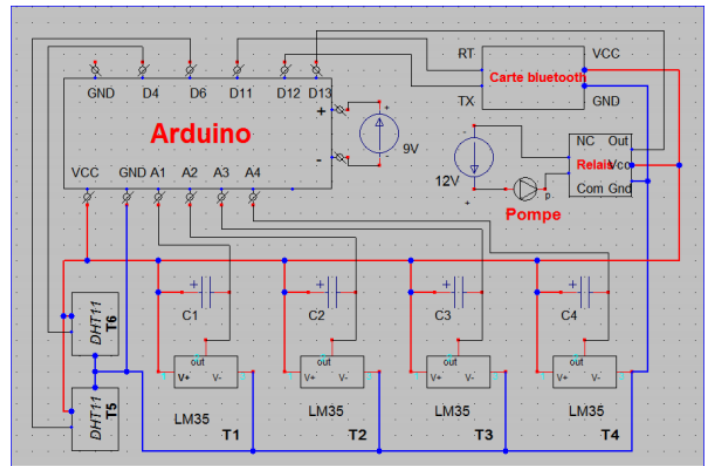 RT VCC
GND D4 D6 D11 D12 D13
Carte bluetooth
TX GND
+ +
Arduino
9V
- -
NC Out
Relais Vcc
Com Gnd
12V
-
+
p
Pompe
VCC GND A1 A2 A3 A4
+ + + +
C1 C2 C3 C4
DHT11 T6
DHT11 T5
out out out out
V+ V- V+ V- V+ V- V+ V-
LM35 LM35 LM35 LM35
T1 T2 T3 T4